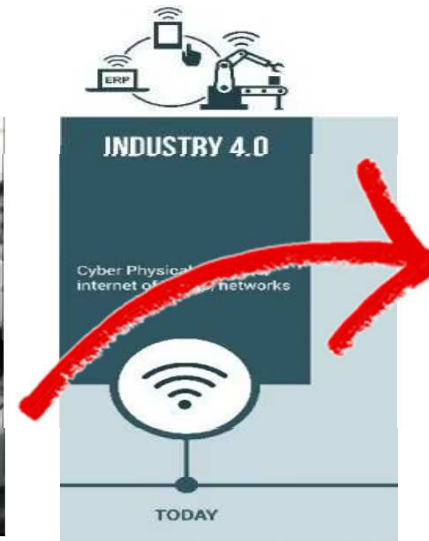 ERP
INDUSTRY 4.0
Cyber Physical
internet of networks
TODAY